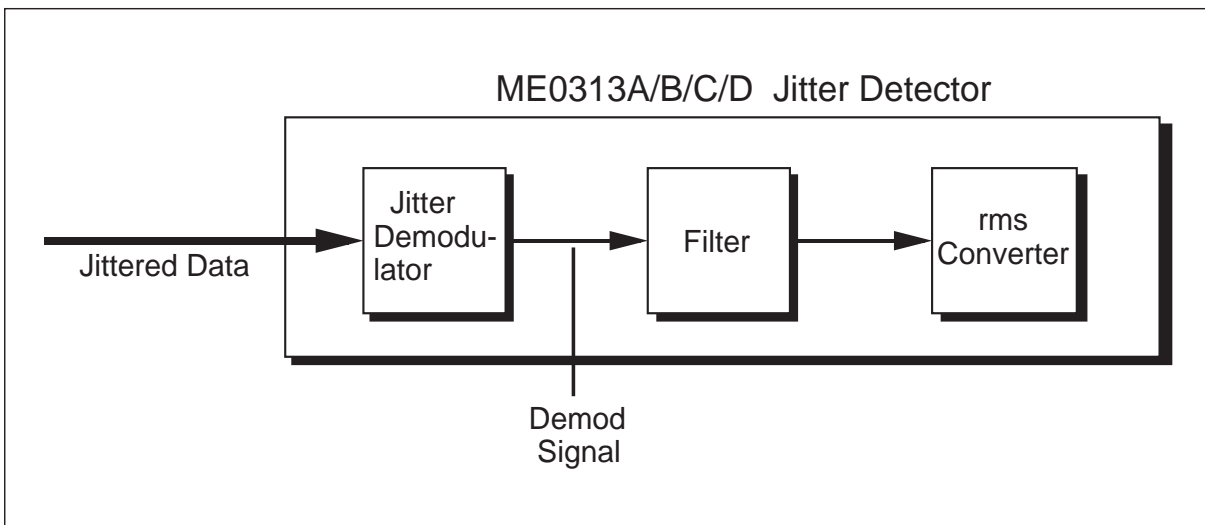 ME0313A/B/C/D Jitter Detector
Jittered Data
Jitter
Demodu-
lator
Filter
rms
Converter
Demod
Signal